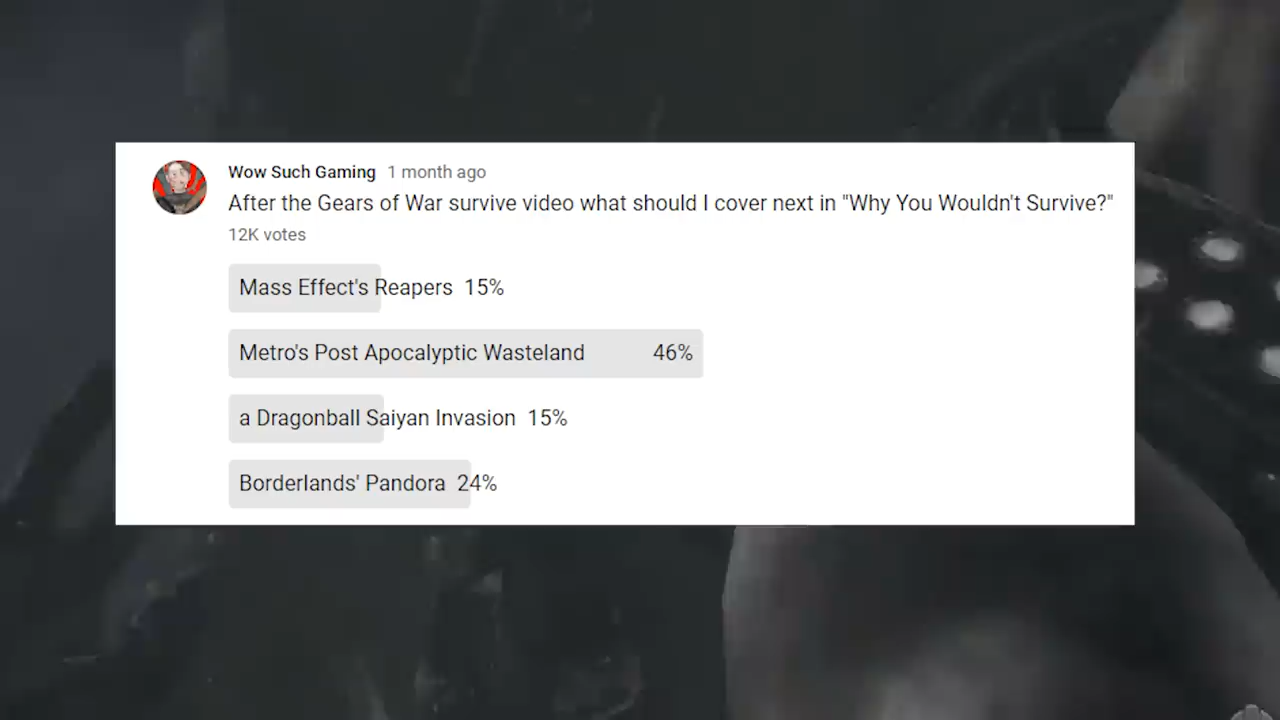 Wow Such Gaming 1 month ago
After the Gears of War survive video what should I cover next in "Why You Wouldn't Survive?"
12K votes
Mass Effect's Reapers 15%
Metro's Post Apocalyptic Wasteland 46%
a Dragonball Saiyan Invasion 15%
Borderlands' Pandora 24%